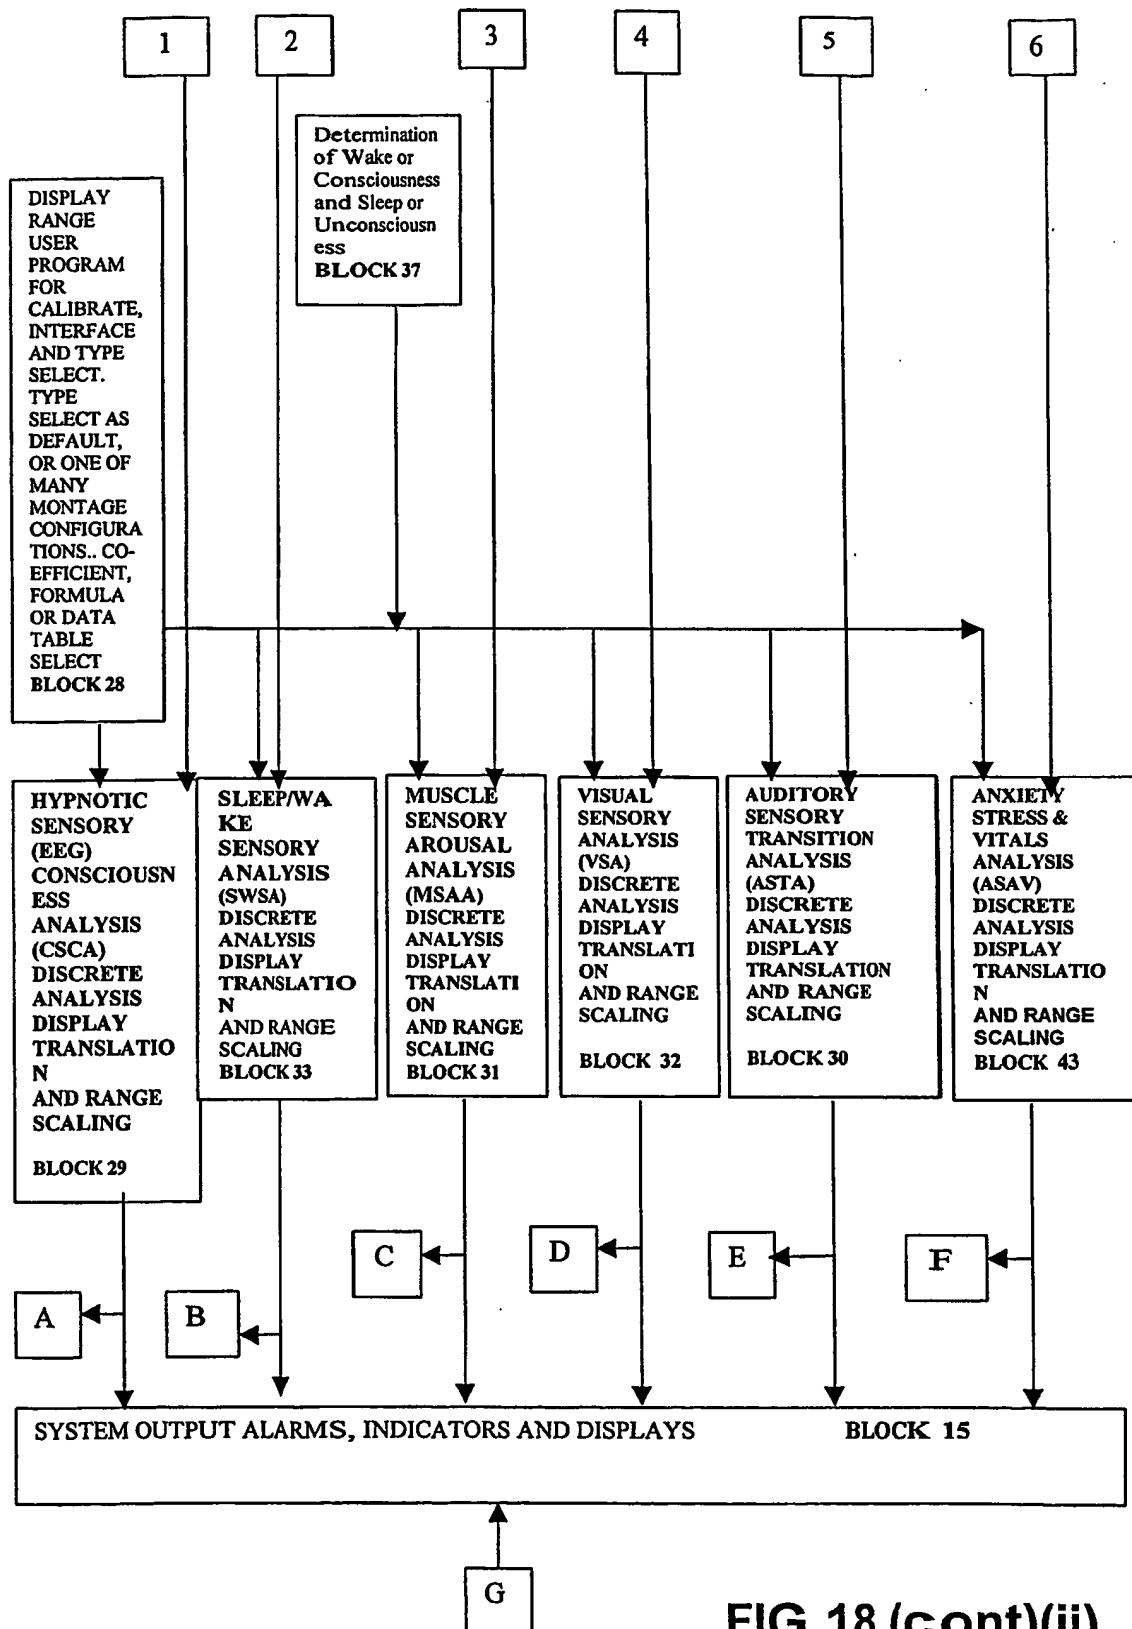 1
2
3
4
5
6
Determination
of Wake or
Consciousness
and Sleep or
Unconsciousn
ess
BLOCK 37
DISPLAY
RANGE
USER
PROGRAM
FOR
CALIBRATE,
INTERFACE
AND TYPE
SELECT.
TYPE
SELECT AS
DEFAULT,
OR ONE OF
MANY
MONTAGE
CONFIGURA
TIONS.. CO-
EFFICIENT,
FORMULA
OR DATA
TABLE
SELECT
BLOCK 28
HYPNOTIC
SENSORY
(EEG)
CONSCIOUSN
ESS
ANALYSIS
(CSCA)
DISCRETE
ANALYSIS
DISPLAY
TRANSLATIO
N
AND RANGE
SCALING
BLOCK 29
SLEEP/WA
KE
SENSORY
ANALYSIS
(SWSA)
DISCRETE
ANALYSIS
DISPLAY
TRANSLATIO
N
AND RANGE
SCALING
BLOCK 33
MUSCLE
SENSORY
AROUSAL
ANALYSIS
(MSAA)
DISCRETE
ANALYSIS
DISPLAY
TRANSLATI
ON
AND RANGE
SCALING
BLOCK 31
VISUAL
SENSORY
ANALYSIS
(VSA)
DISCRETE
ANALYSIS
DISPLAY
TRANSLATI
ON
AND RANGE
SCALING
BLOCK 32
AUDITORY
SENSORY
TRANSITION
ANALYSIS
(ASTA)
DISCRETE
ANALYSIS
DISPLAY
TRANSLATION
AND RANGE
SCALING
BLOCK 30
ANXIETY
STRESS &
VITALS
ANALYSIS
(ASAV)
DISCRETE
ANALYSIS
DISPLAY
TRANSLATIO
N
AND RANGE
SCALING
BLOCK 43
A
B
C
D
E
F
SYSTEM OUTPUT ALARMS, INDICATORS AND DISPLAYS BLOCK 15
G
FIG 18 (cont)(ii)